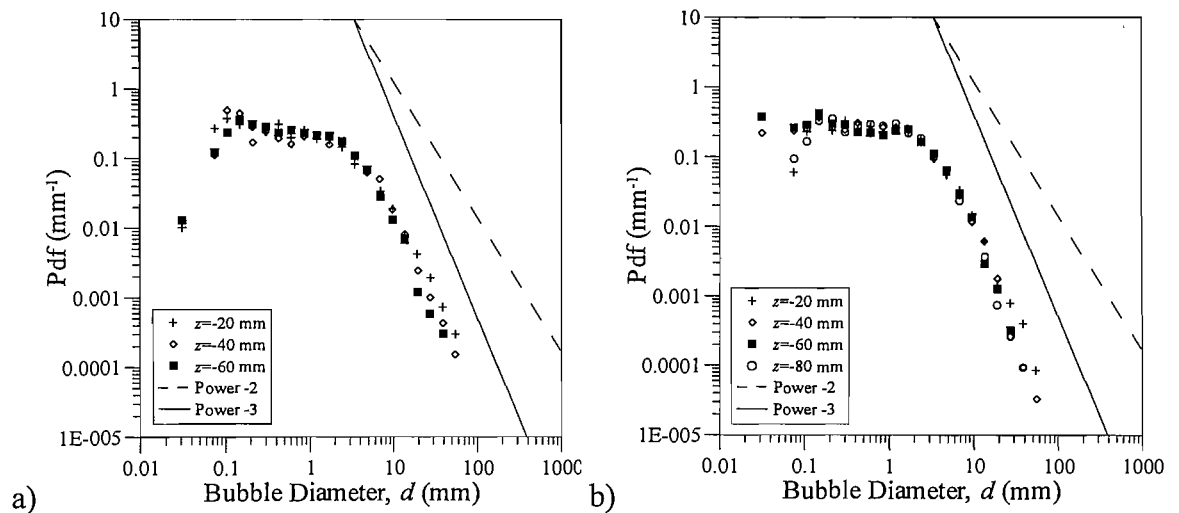 10
1
0.1
0.01
0.001
0.0001
1E-005
Pdf (mm-1)
z=-20 mm
z=-40 mm
z=-60 mm
Power -2
Power -3
0.01 0.1 1 10 100 1000
Bubble Diameter, d (mm)
a)
10
1
0.1
0.01
0.001
0.0001
1E-005
Pdf (mm-1)
z=-20 mm
z=-40 mm
z=-60 mm
z=-80 mm
Power -2
Power -3
0.01 0.1 1 10 100 1000
Bubble Diameter, d (mm)
b)